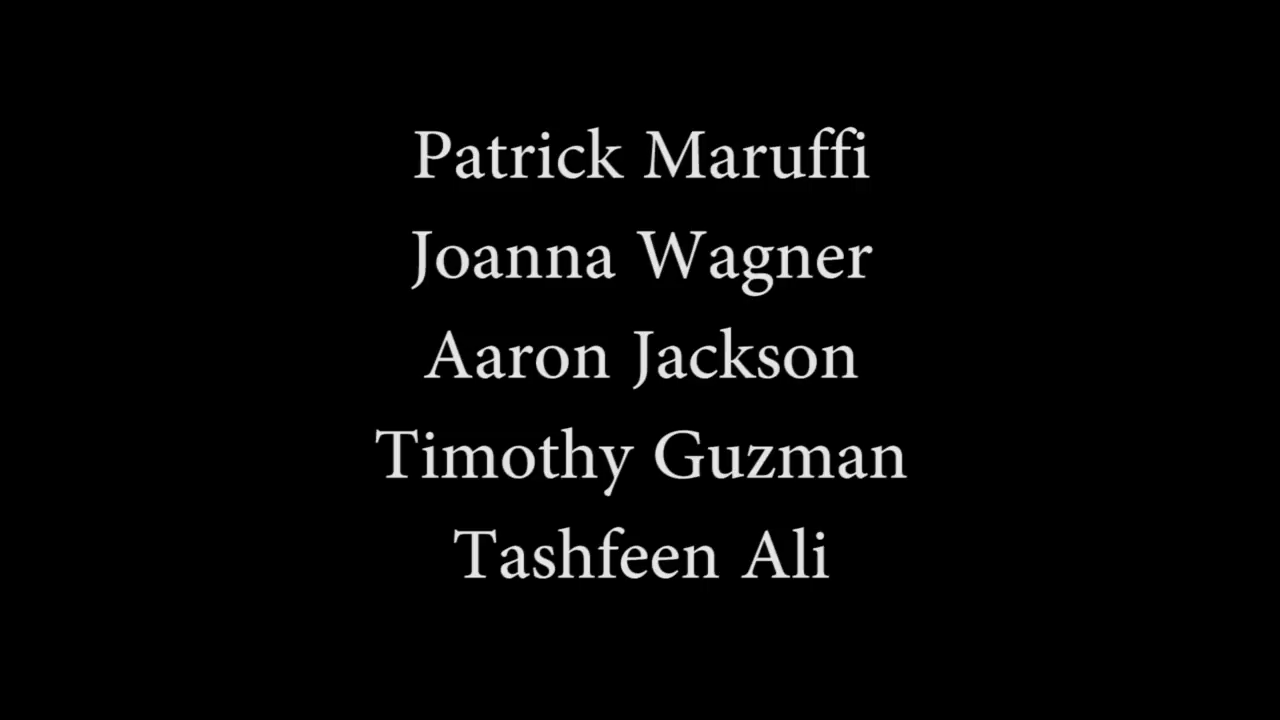 Patrick Maruffi
Joanna Wagner
Aaron Jackson
Timothy Guzman
Tashfeen Ali